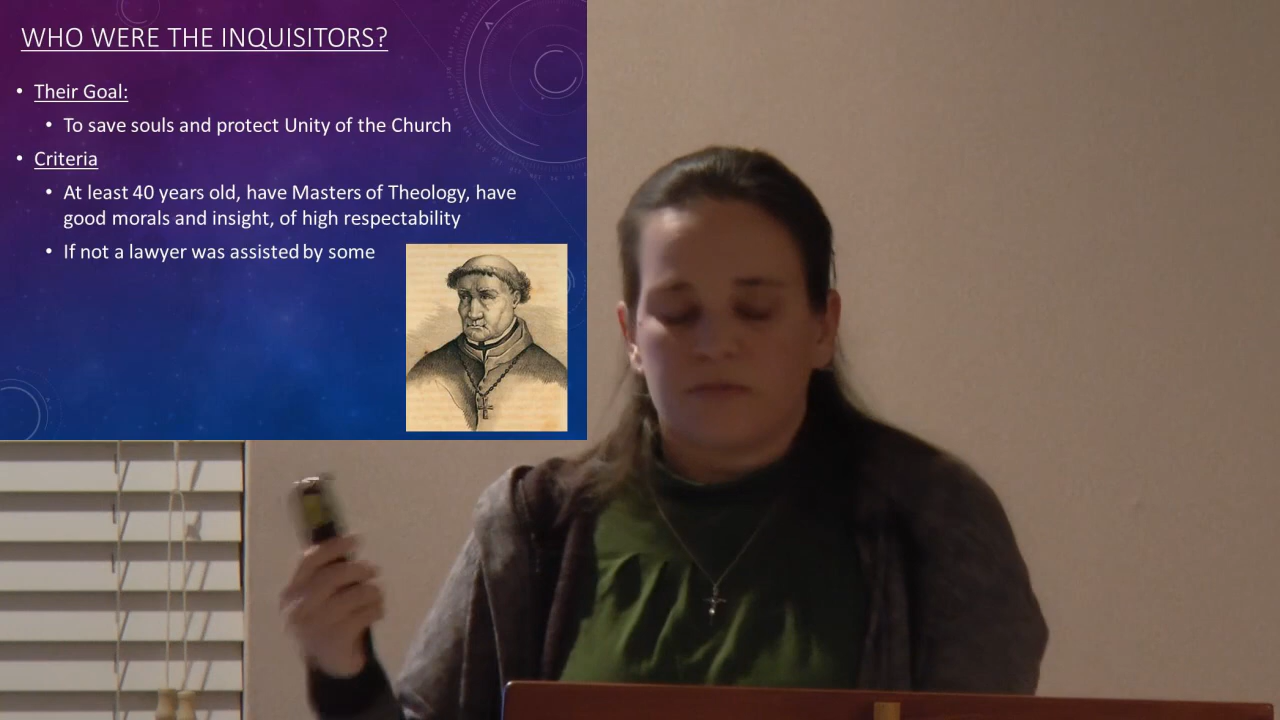 WHO WERE THE INQUISITORS?
• Their Goal:
• To save souls and protect Unity of the Church
• Criteria
• At least 40 years old, have Masters of Theology, have
good morals and insight, of high respectability
• If not a lawyer was assisted by some